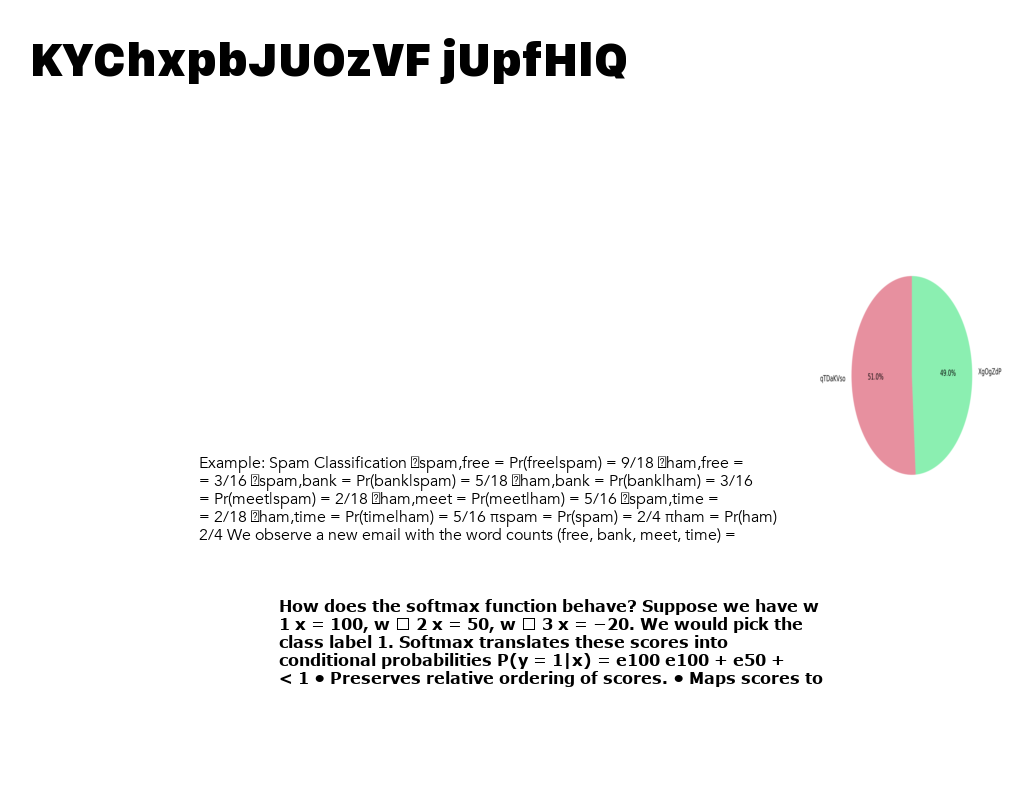 KYChxpbJUOzVF jUpfHlQ
qTDaKVso
51.0%
49.0%
XgOgZdP
Example: Spam Classification �spam,free = Pr(free|spam) = 9/18 �ham,free =
= 3/16 �spam,bank = Pr(bank|spam) = 5/18 �ham,bank = Pr(bank|ham) = 3/16
= Pr(meet|spam) = 2/18 �ham,meet = Pr(meet|ham) = 5/16 �spam,time =
= 2/18 �ham,time = Pr(time|ham) = 5/16 πspam = Pr(spam) = 2/4 πham = Pr(ham)
2/4 We observe a new email with the word counts (free, bank, meet, time) =
How does the softmax function behave? Suppose we have w
1 x = 100, w □ 2 x = 50, w □ 3 x = −20. We would pick the
class label 1. Softmax translates these scores into
conditional probabilities P(y = 1|x) = e100 e100 + e50 +
< 1 • Preserves relative ordering of scores. • Maps scores to